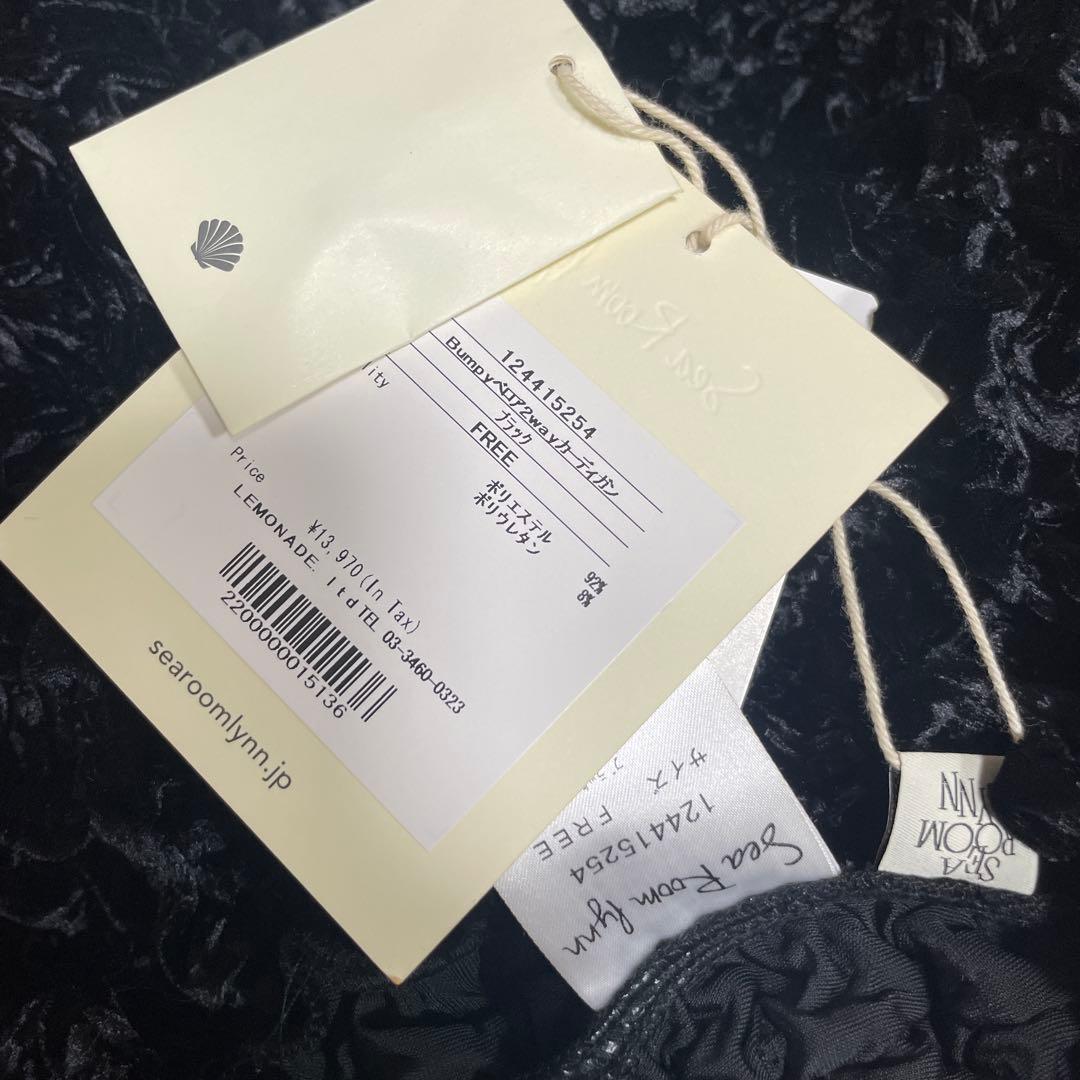 Sea Room
124415254
Bumpyベロア2wayカーディガン
ブラック
FREE
lity
ポリエステル 92%
ポリウレタン 8%
Price
¥13,970(In Tax)
LEMONADE. ltd TEL 03-3460-0323
2200000015136
searoomlynn.jp
Sea Room lynn
124415254
サイズ FREE
SEA
ROOM
LYNN